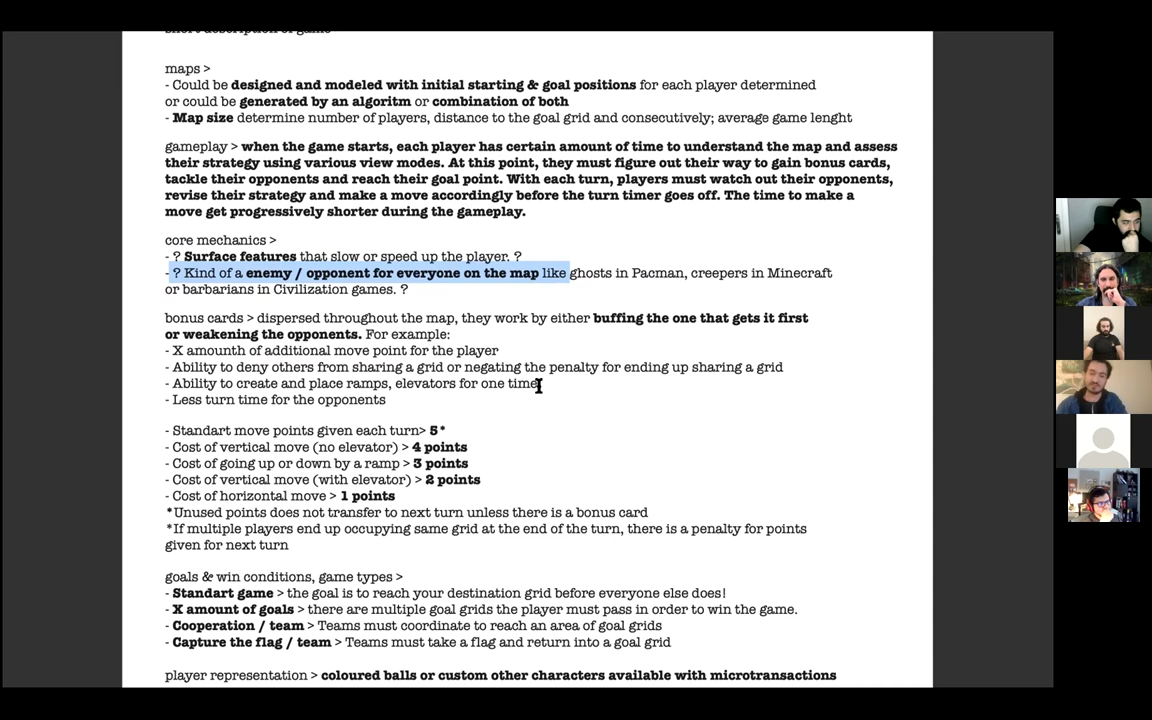 short description of game
maps >
- Could be designed and modeled with initial starting & goal positions for each player determined
or could be generated by an algoritm or combination of both
- Map size determine number of players, distance to the goal grid and consecutively; average game lenght
gameplay > when the game starts, each player has certain amount of time to understand the map and assess
their strategy using various view modes. At this point, they must figure out their way to gain bonus cards,
tackle their opponents and reach their goal point. With each turn, players must watch out their opponents,
revise their strategy and make a move accordingly before the turn timer goes off. The time to make a
move get progressively shorter during the gameplay.
core mechanics >
- ? Surface features that slow or speed up the player. ?
- ? Kind of a enemy / opponent for everyone on the map like ghosts in Pacman, creepers in Minecraft
or barbarians in Civilization games. ?
bonus cards > dispersed throughout the map, they work by either buffing the one that gets it first
or weakening the opponents. For example:
- X amounth of additional move point for the player
- Ability to deny others from sharing a grid or negating the penalty for ending up sharing a grid
- Ability to create and place ramps, elevators for one time
- Less turn time for the opponents
- Standart move points given each turn> 5 *
- Cost of vertical move (no elevator) > 4 points
- Cost of going up or down by a ramp > 3 points
- Cost of vertical move (with elevator) > 2 points
- Cost of horizontal move > 1 points
*Unused points does not transfer to next turn unless there is a bonus card
*If multiple players end up occupying same grid at the end of the turn, there is a penalty for points
given for next turn
goals & win conditions, game types >
- Standart game > the goal is to reach your destination grid before everyone else does!
- X amount of goals > there are multiple goal grids the player must pass in order to win the game.
- Cooperation / team > Teams must coordinate to reach an area of goal grids
- Capture the flag / team > Teams must take a flag and return into a goal grid
player representation > coloured balls or custom other characters available with microtransactions